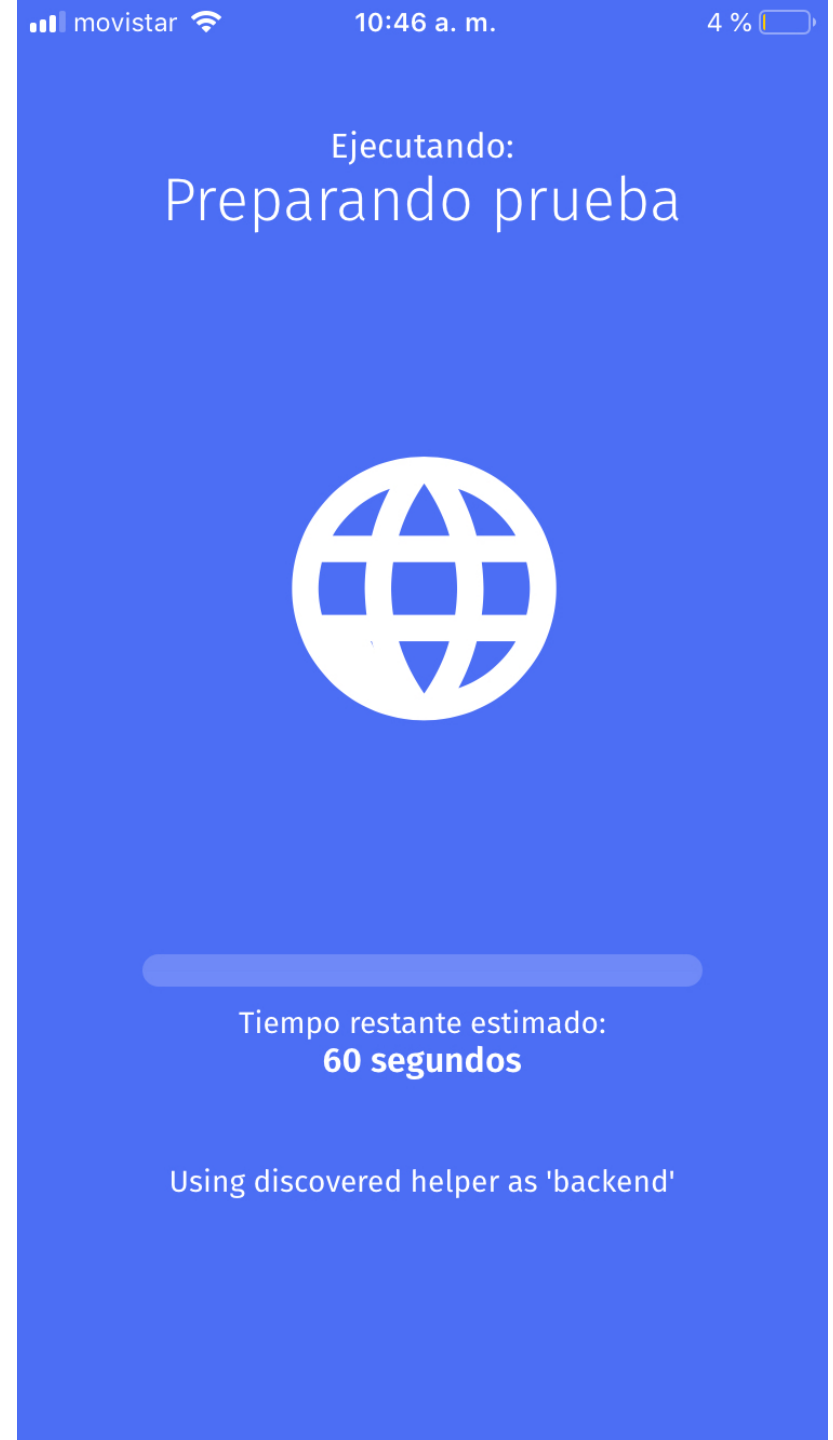 movistar 10:46 a. m. 4 %
Ejecutando:
Preparando prueba
Tiempo restante estimado:
60 segundos
Using discovered helper as 'backend'